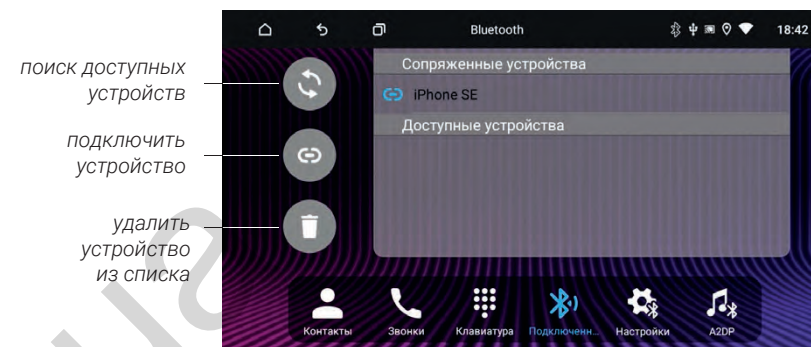 Bluetooth
18:42
поиск доступных
устройств
подключить
устройство
удалить
устройство
из списка
Сопряженные устройства
iPhone SE
Доступные устройства
Контакты
Звонки
Клавиатура
Подключенн...
Настройки
A2DP